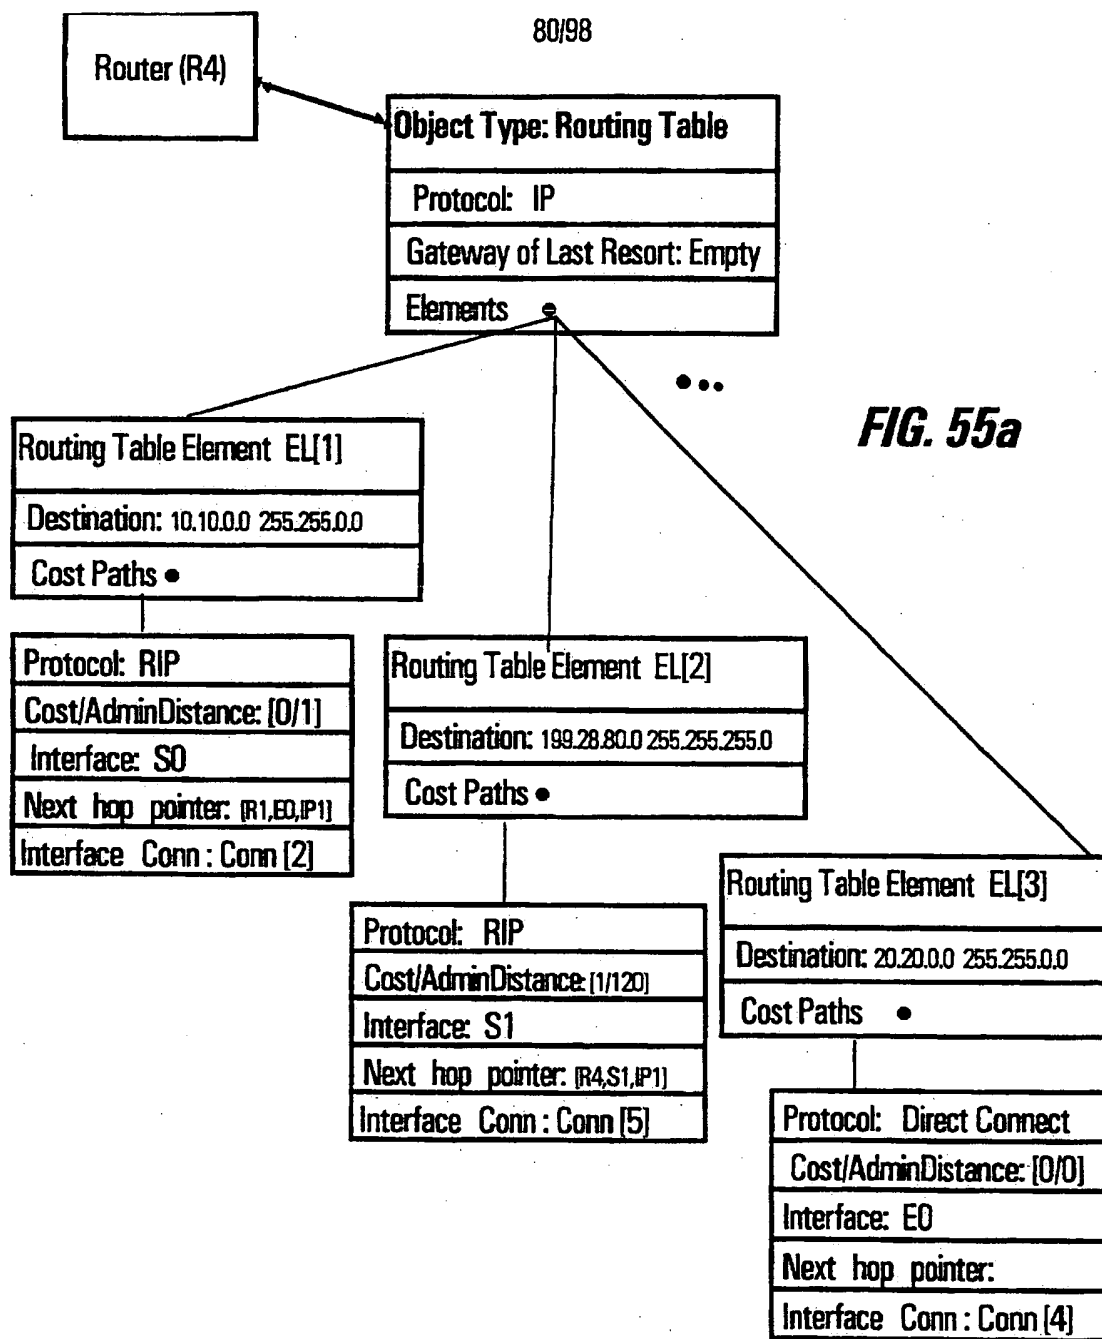 80/98
Router (R4)
Object Type: Routing Table
Protocol: IP
Gateway of Last Resort: Empty
Elements
FIG. 55a
Routing Table Element EL[1]
Destination: 10.10.0.0 255.255.0.0
Cost Paths
Protocol: RIP
Cost/AdminDistance: [0/1]
Interface: S0
Next hop pointer: [R1,E0,IP1]
Interface Conn : Conn [2]
Routing Table Element EL[2]
Destination: 199.28.80.0 255.255.255.0
Cost Paths
Protocol: RIP
Cost/AdminDistance: [1/120]
Interface: S1
Next hop pointer: [R4,S1,IP1]
Interface Conn : Conn [5]
Routing Table Element EL[3]
Destination: 20.20.0.0 255.255.0.0
Cost Paths
Protocol: Direct Connect
Cost/AdminDistance: [0/0]
Interface: E0
Next hop pointer:
Interface Conn : Conn [4]